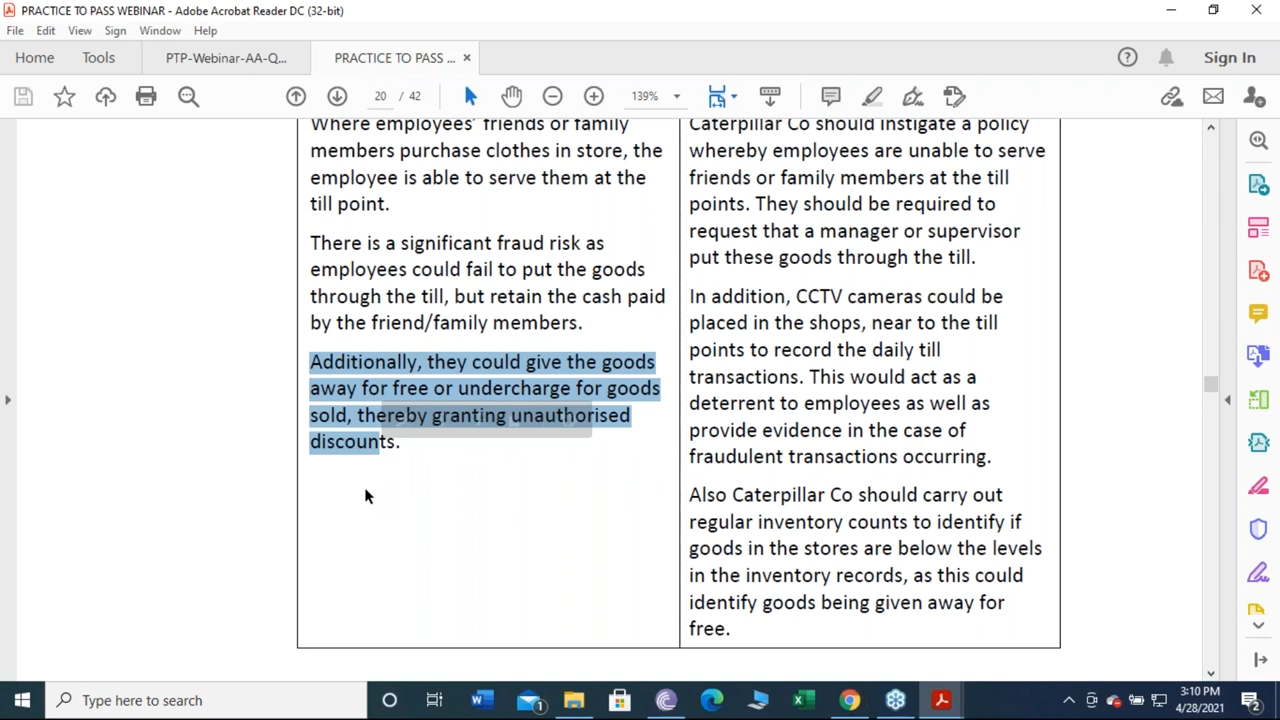 PRACTICE TO PASS WEBINAR - Adobe Acrobat Reader DC (32-bit)
File Edit View Sign Window Help
Home Tools PTP-Webinar-AA-Q... PRACTICE TO PASS ... × Sign In
20 / 42 139%
Where employees' friends or family
members purchase clothes in store, the
employee is able to serve them at the
till point.
There is a significant fraud risk as
employees could fail to put the goods
through the till, but retain the cash paid
by the friend/family members.
Additionally, they could give the goods
away for free or undercharge for goods
sold, thereby granting unauthorised
discounts.
Caterpillar Co should instigate a policy
whereby employees are unable to serve
friends or family members at the till
points. They should be required to
request that a manager or supervisor
put these goods through the till.
In addition, CCTV cameras could be
placed in the shops, near to the till
points to record the daily till
transactions. This would act as a
deterrent to employees as well as
provide evidence in the case of
fraudulent transactions occurring.
Also Caterpillar Co should carry out
regular inventory counts to identify if
goods in the stores are below the levels
in the inventory records, as this could
identify goods being given away for
free.
Type here to search
3:10 PM
4/28/2021